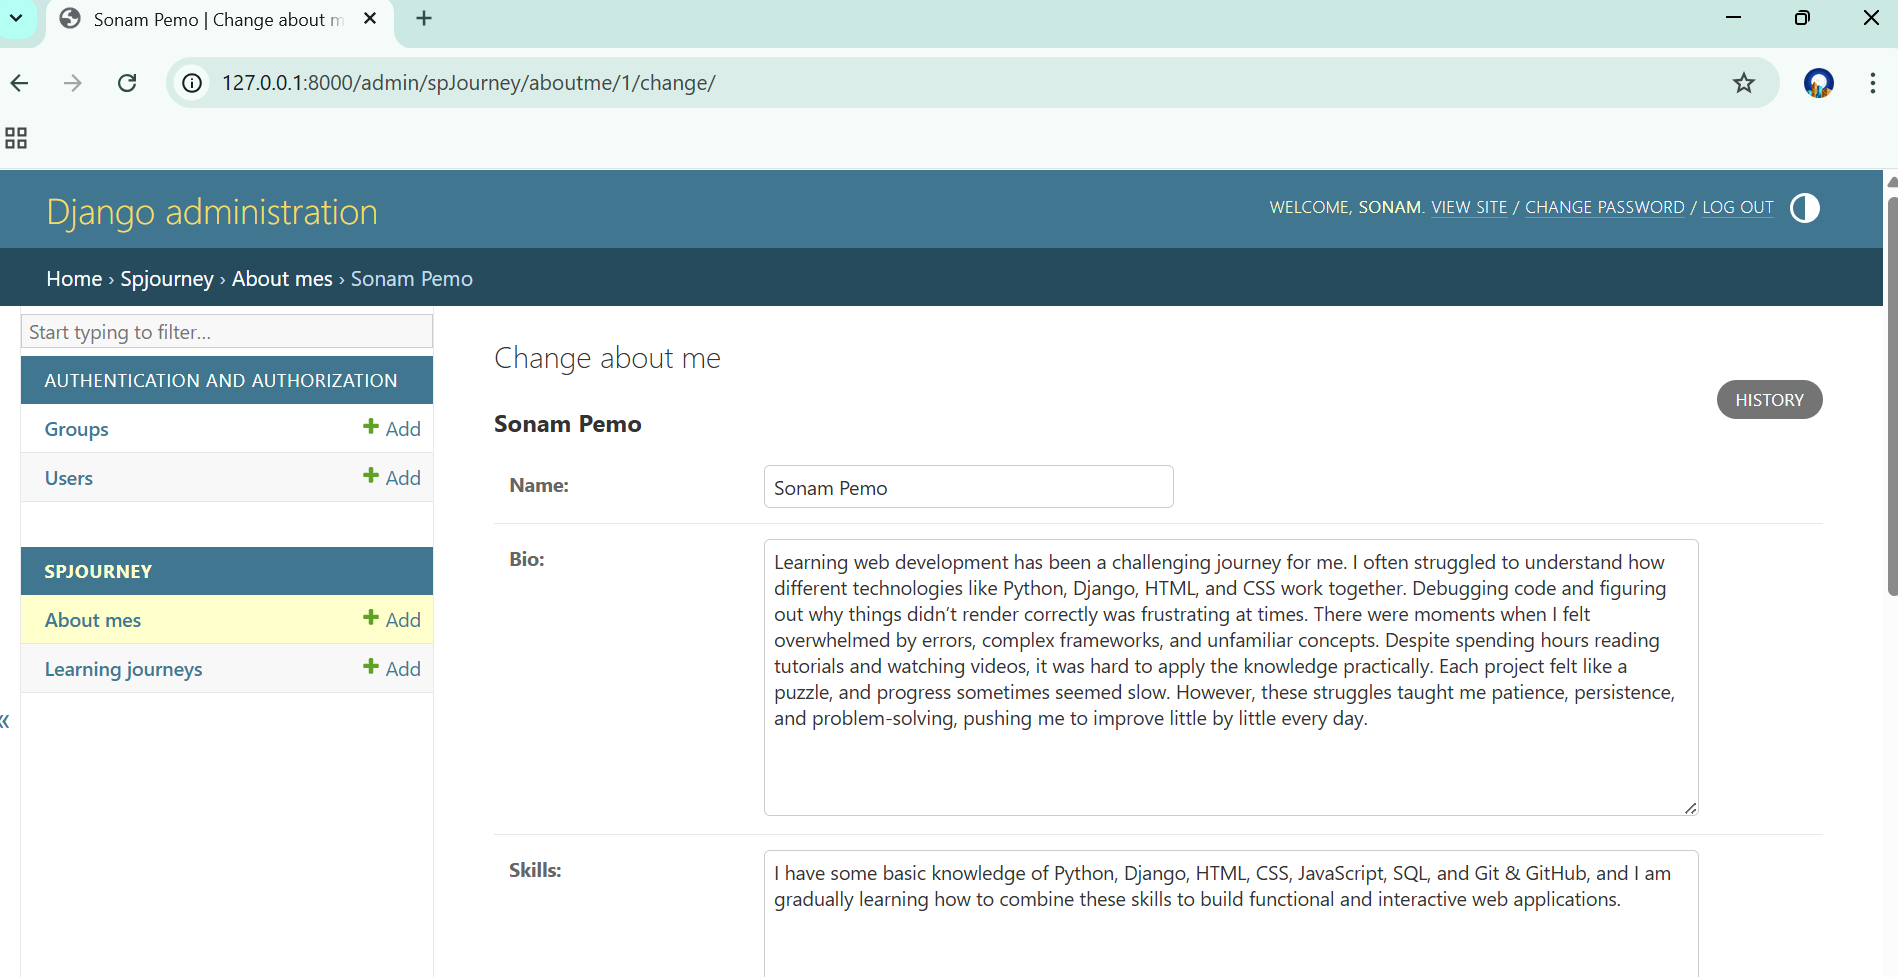 Sonam Pemo | Change about m
127.0.0.1:8000/admin/spJourney/aboutme/1/change/
Django administration
WELCOME, SONAM. VIEW SITE / CHANGE PASSWORD / LOG OUT
Home › Spjourney › About mes › Sonam Pemo
Start typing to filter...
AUTHENTICATION AND AUTHORIZATION
Groups + Add
Users + Add
SPJOURNEY
About mes + Add
Learning journeys + Add
«
Change about me
HISTORY
Sonam Pemo
Name: Sonam Pemo
Bio: Learning web development has been a challenging journey for me. I often struggled to understand how
different technologies like Python, Django, HTML, and CSS work together. Debugging code and figuring
out why things didn’t render correctly was frustrating at times. There were moments when I felt
overwhelmed by errors, complex frameworks, and unfamiliar concepts. Despite spending hours reading
tutorials and watching videos, it was hard to apply the knowledge practically. Each project felt like a
puzzle, and progress sometimes seemed slow. However, these struggles taught me patience, persistence,
and problem-solving, pushing me to improve little by little every day.
Skills: I have some basic knowledge of Python, Django, HTML, CSS, JavaScript, SQL, and Git & GitHub, and I am
gradually learning how to combine these skills to build functional and interactive web applications.